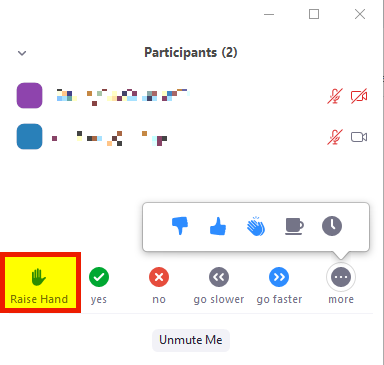 Participants (2)
Raise Hand yes no go slower go faster more
Unmute Me